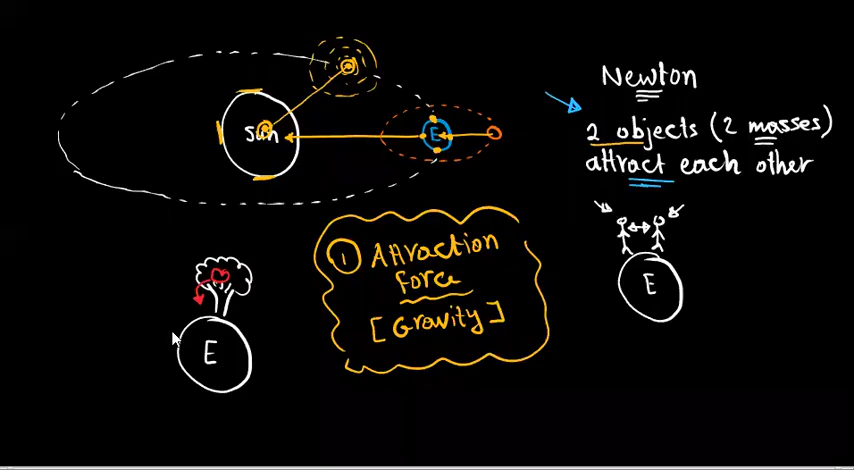 Newton
2 objects (2 masses)
attract each other
Sun
E
① Attraction
force
[Gravity]
E
E